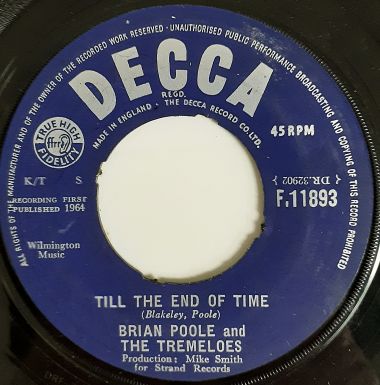 ALL RIGHTS OF THE MANUFACTURER AND OF THE OWNER OF THE RECORDED WORK RESERVED · UNAUTHORISED PUBLIC PERFORMANCE BROADCASTING AND COPYING OF THIS RECORD PROHIBITED
DECCA
REGD.
MADE IN ENGLAND · THE DECCA RECORD CO. LTD.
TRUE HIGH
ffrr
FIDELITY
45 RPM
K/T S
{ DR.32902 }
RECORDING FIRST
PUBLISHED 1964
F.11893
Wilmington
Music
TILL THE END OF TIME
(Blakeley, Poole)
BRIAN POOLE and
THE TREMELOES
Production: Mike Smith
for Strand Records